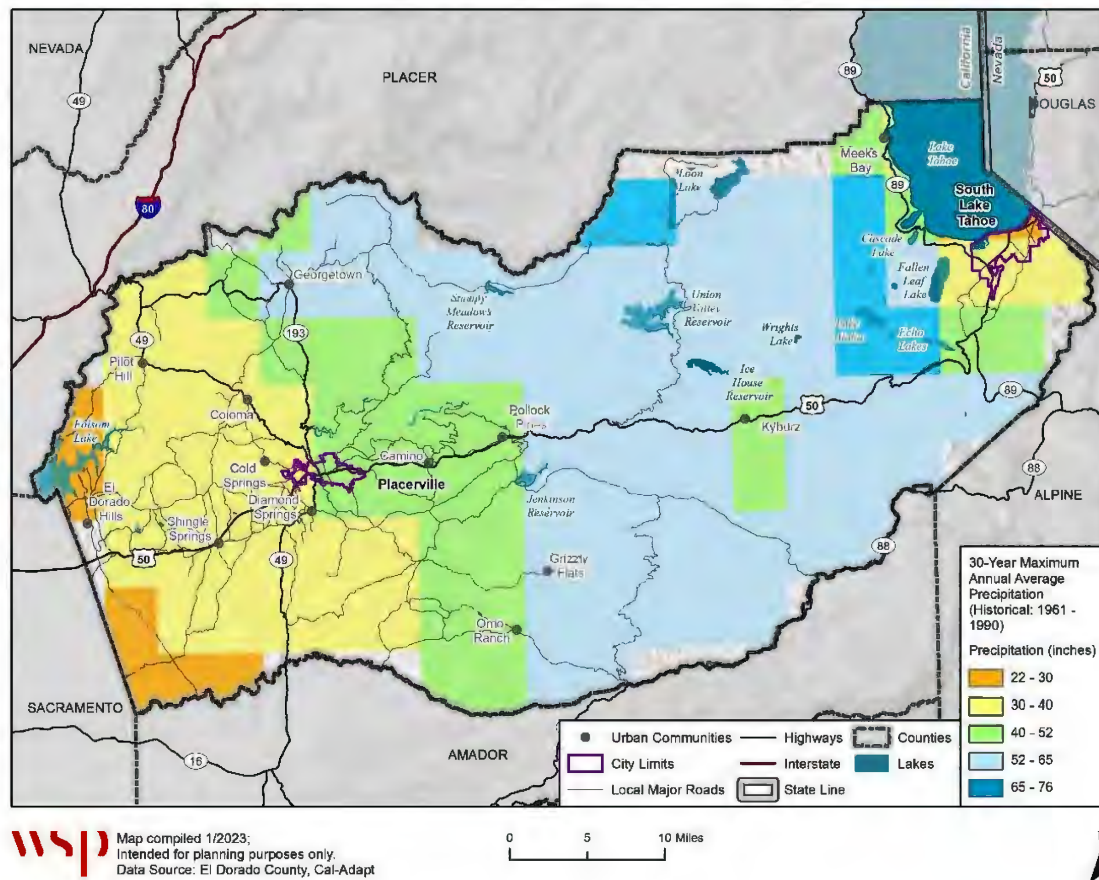 NEVADA
PLACER
49
80
89
California
Nevada
50
DOUGLAS
Meeks
Bay
Lake
Tahoe
89
South
Lake
Tahoe
Loon
Lake
Cascade
Lake
Fallen
Leaf
Lake
Georgetown
Stumpy
Meadows
Reservoir
Union
Valley
Reservoir
Wrights
Lake
Lake
Aloha
Echo
Lakes
193
49
Pilot
Hill
Ice
House
Reservoir
89
Coloma
50
Kyburz
Folsom
Lake
Pollock
Pines
Camino
Cold
Springs
Placerville
88
El
Dorado
Hills
Diamond
Springs
Jenkinson
Reservoir
ALPINE
Shingle
Springs
50
49
88
Grizzly
Flats
Omo
Ranch
SACRAMENTO
AMADOR
16
30-Year Maximum
Annual Average
Precipitation
(Historical: 1961 -
1990)
Precipitation (inches)
22 - 30
30 - 40
40 - 52
52 - 65
65 - 76
Urban Communities
Highways
Counties
City Limits
Interstate
Lakes
Local Major Roads
State Line
wsp
Map compiled 1/2023;
Intended for planning purposes only.
Data Source: El Dorado County, Cal-Adapt
0 5 10 Miles